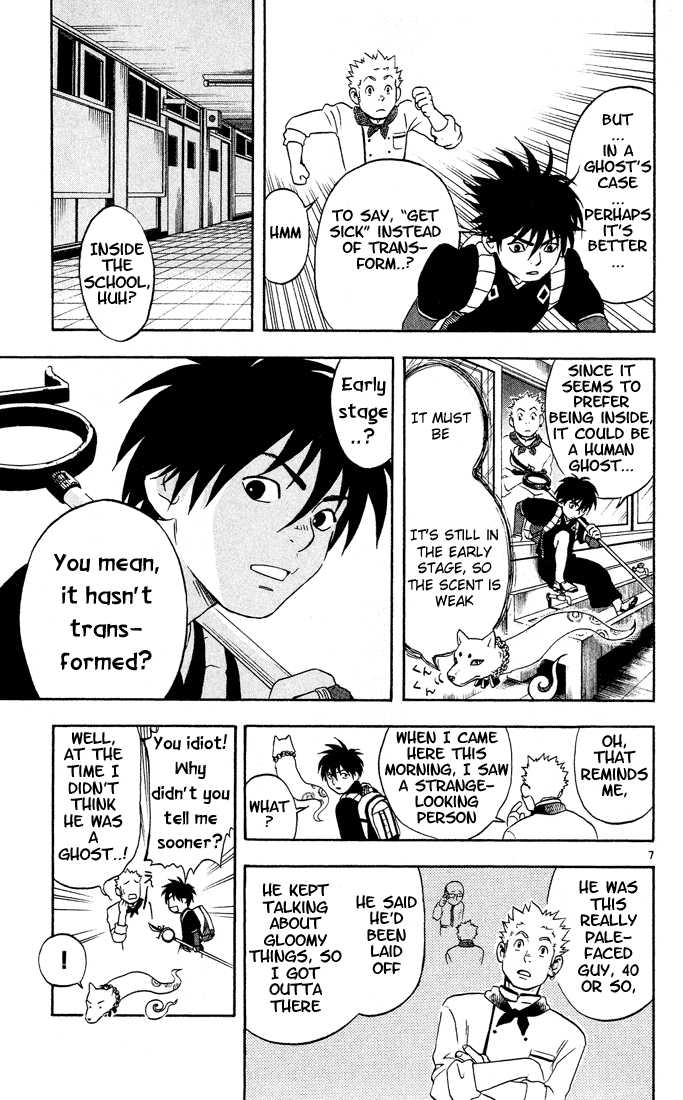 BUT
...
IN A
GHOST'S
CASE
...
PERHAPS
IT'S
BETTER
...
TO SAY, "GET
SICK" INSTEAD
OF TRANS-
FORM..?
HMM
INSIDE
THE
SCHOOL,
HUH?
SINCE IT
SEEMS TO
PREFER
BEING INSIDE,
IT COULD BE
A HUMAN
GHOST...
IT MUST
BE
IT'S STILL IN
THE EARLY
STAGE, SO
THE SCENT IS
WEAK
Early
stage
..?
You mean,
it hasn't
trans-
formed?
OH,
THAT
REMINDS
ME,
WHEN I CAME
HERE THIS
MORNING, I SAW
A STRANGE-
LOOKING
PERSON
WHAT
?
7
HE WAS
THIS
REALLY
PALE-
FACED
GUY, 40
OR SO,
HE SAID
HE'D
BEEN
LAID
OFF
HE KEPT
TALKING
ABOUT
GLOOMY
THINGS, SO
I GOT
OUTTA
THERE
You idiot!
Why
didn't you
tell me
sooner?
WELL,
AT THE
TIME I
DIDN'T
THINK
HE WAS
A
GHOST..!
!